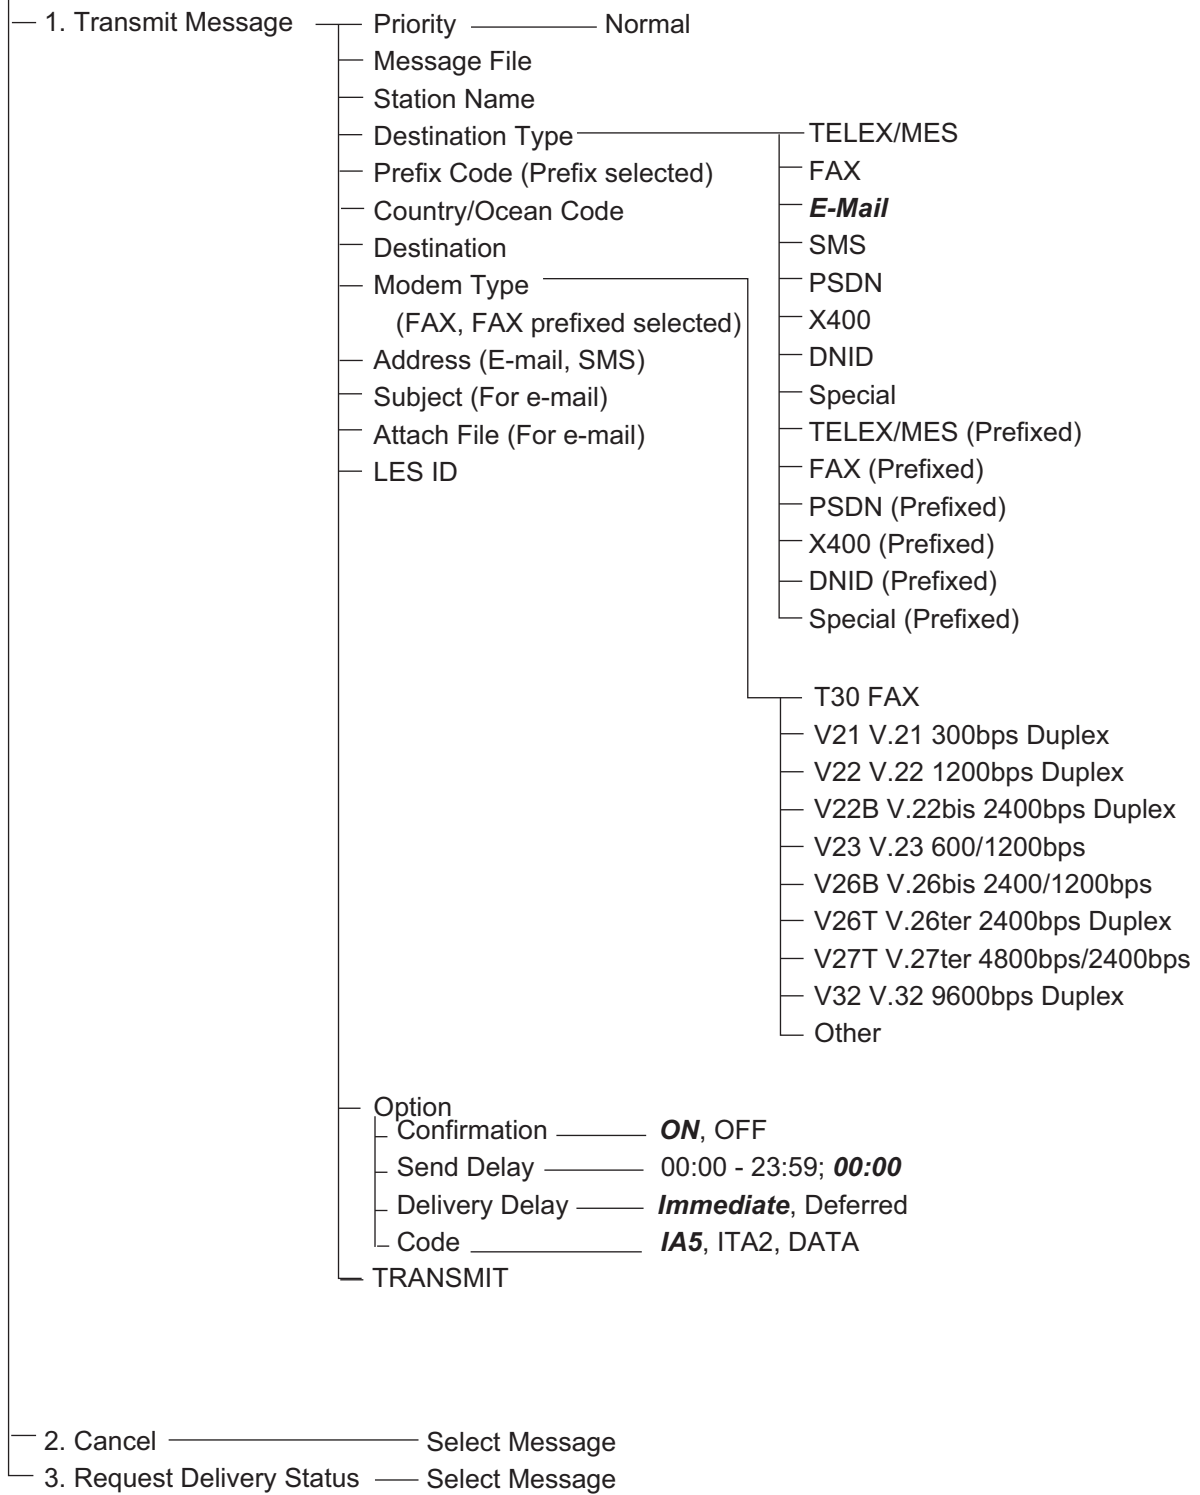 1. Transmit Message
Priority Normal
Message File
Station Name
Destination Type
Prefix Code (Prefix selected)
Country/Ocean Code
Destination
Modem Type
(FAX, FAX prefixed selected)
Address (E-mail, SMS)
Subject (For e-mail)
Attach File (For e-mail)
LES ID
TELEX/MES
FAX
E-Mail
SMS
PSDN
X400
DNID
Special
TELEX/MES (Prefixed)
FAX (Prefixed)
PSDN (Prefixed)
X400 (Prefixed)
DNID (Prefixed)
Special (Prefixed)
T30 FAX
V21 V.21 300bps Duplex
V22 V.22 1200bps Duplex
V22B V.22bis 2400bps Duplex
V23 V.23 600/1200bps
V26B V.26bis 2400/1200bps
V26T V.26ter 2400bps Duplex
V27T V.27ter 4800bps/2400bps
V32 V.32 9600bps Duplex
Other
Option
Confirmation ON, OFF
Send Delay 00:00 - 23:59; 00:00
Delivery Delay Immediate, Deferred
Code IA5, ITA2, DATA
TRANSMIT
2. Cancel Select Message
3. Request Delivery Status Select Message